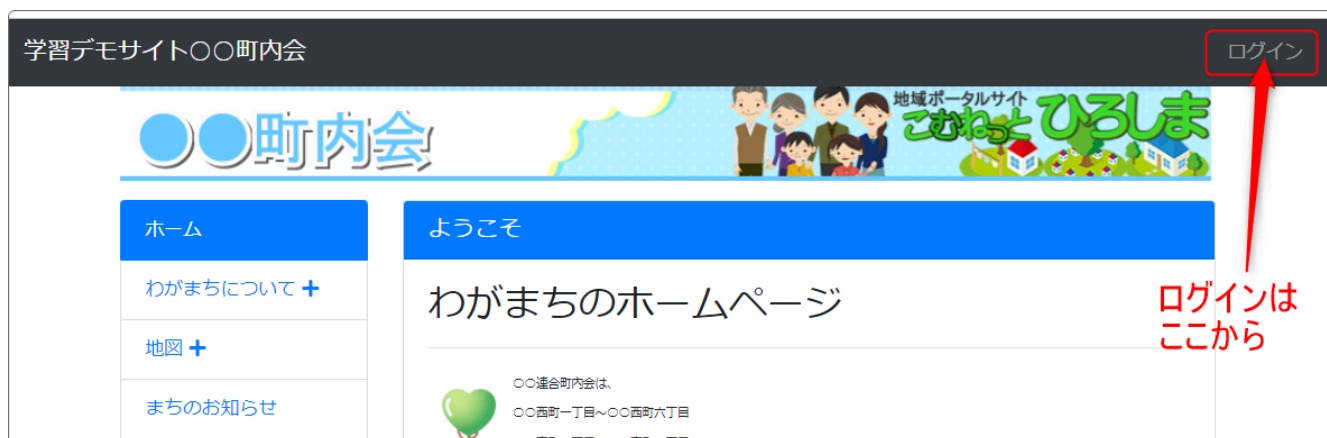 学習デモサイト○○町内会
ログイン
●●町内会
地域ポータルサイト
こむねっとひろしま
ホーム
わがまちについて
地図
まちのお知らせ
ようこそ
わがまちのホームページ
○○連合町内会は、
○○西町一丁目～○○西町六丁目
ログインは
ここから